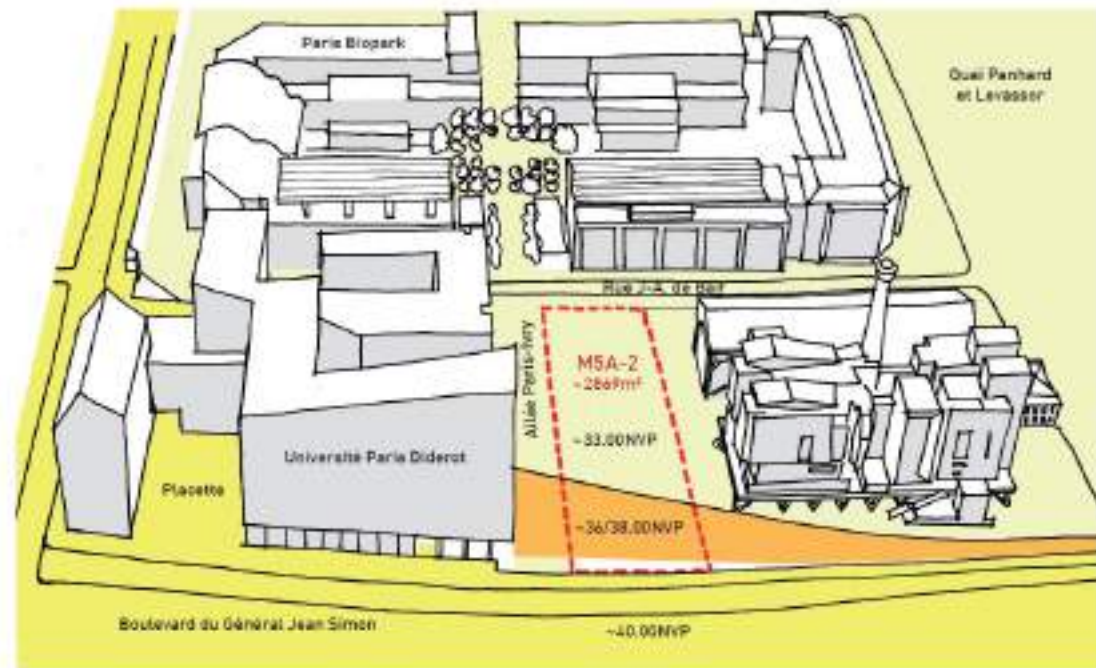 Paris Biopark
Quai Panhard
et Levassor
Rue J-A. de Baïf
Allée Paris-Ivry
M5A-2
~2869m²
~33.00NVP
Université Paris Diderot
Placette
~36/38.00NVP
Boulevard du Général Jean Simon
~40.00NVP